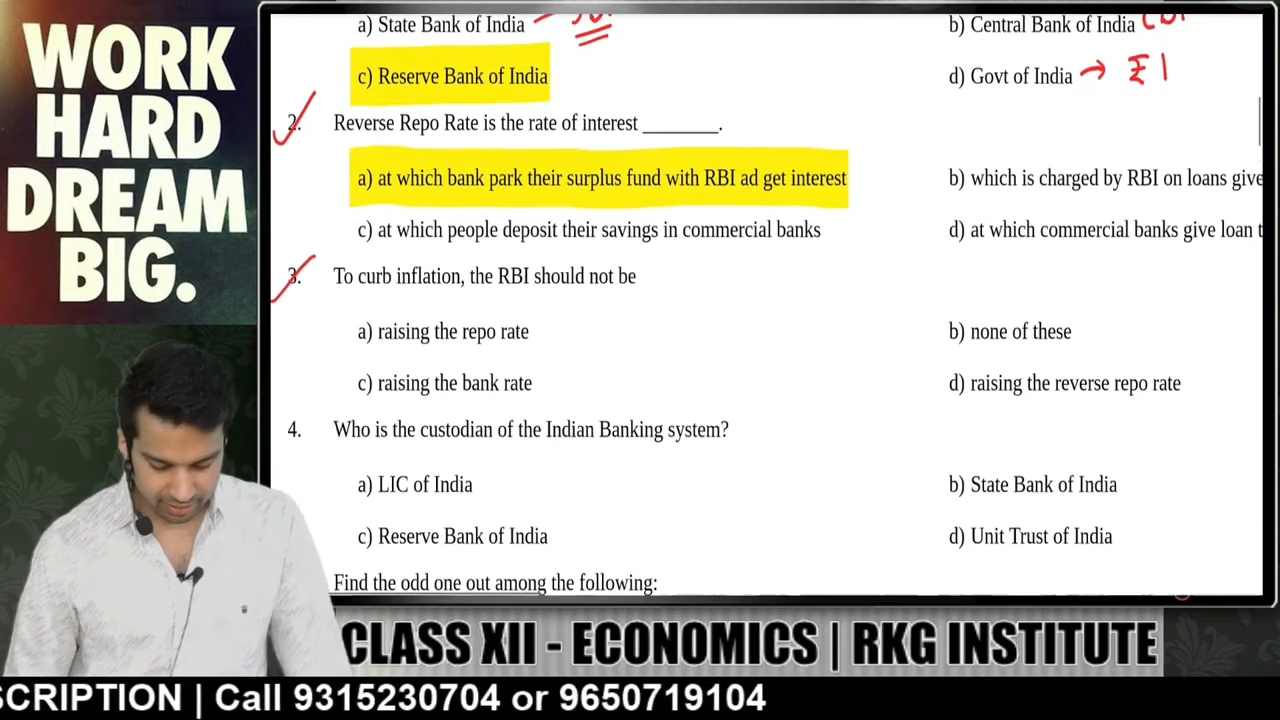 WORK
HARD
DREAM
BIG.
a) State Bank of India
b) Central Bank of India
c) Reserve Bank of India
d) Govt of India → ₹1
2. Reverse Repo Rate is the rate of interest _______.
a) at which bank park their surplus fund with RBI ad get interest
b) which is charged by RBI on loans give
c) at which people deposit their savings in commercial banks
d) at which commercial banks give loan t
3. To curb inflation, the RBI should not be
a) raising the repo rate
b) none of these
c) raising the bank rate
d) raising the reverse repo rate
4. Who is the custodian of the Indian Banking system?
a) LIC of India
b) State Bank of India
c) Reserve Bank of India
d) Unit Trust of India
Find the odd one out among the following:
CLASS XII - ECONOMICS | RKG INSTITUTE
SCRIPTION | Call 9315230704 or 9650719104